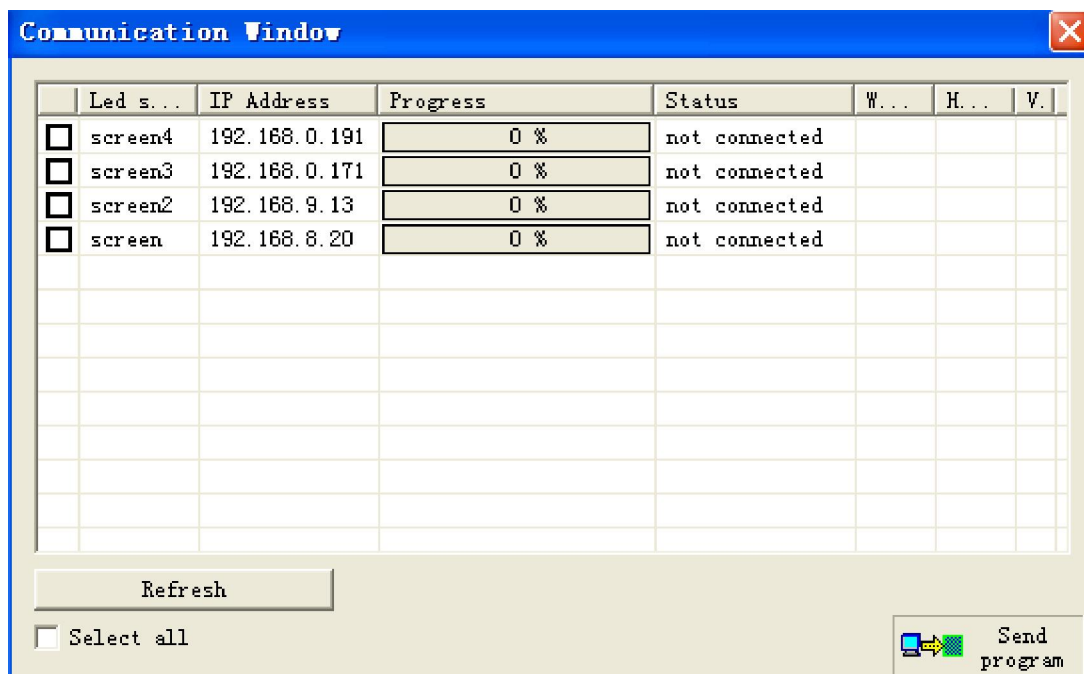 Communication Window
Led s... IP Address Progress Status W... H... V.
screen4 192.168.0.191 0 % not connected
screen3 192.168.0.171 0 % not connected
screen2 192.168.9.13 0 % not connected
screen 192.168.8.20 0 % not connected
Refresh
Select all
Send
program